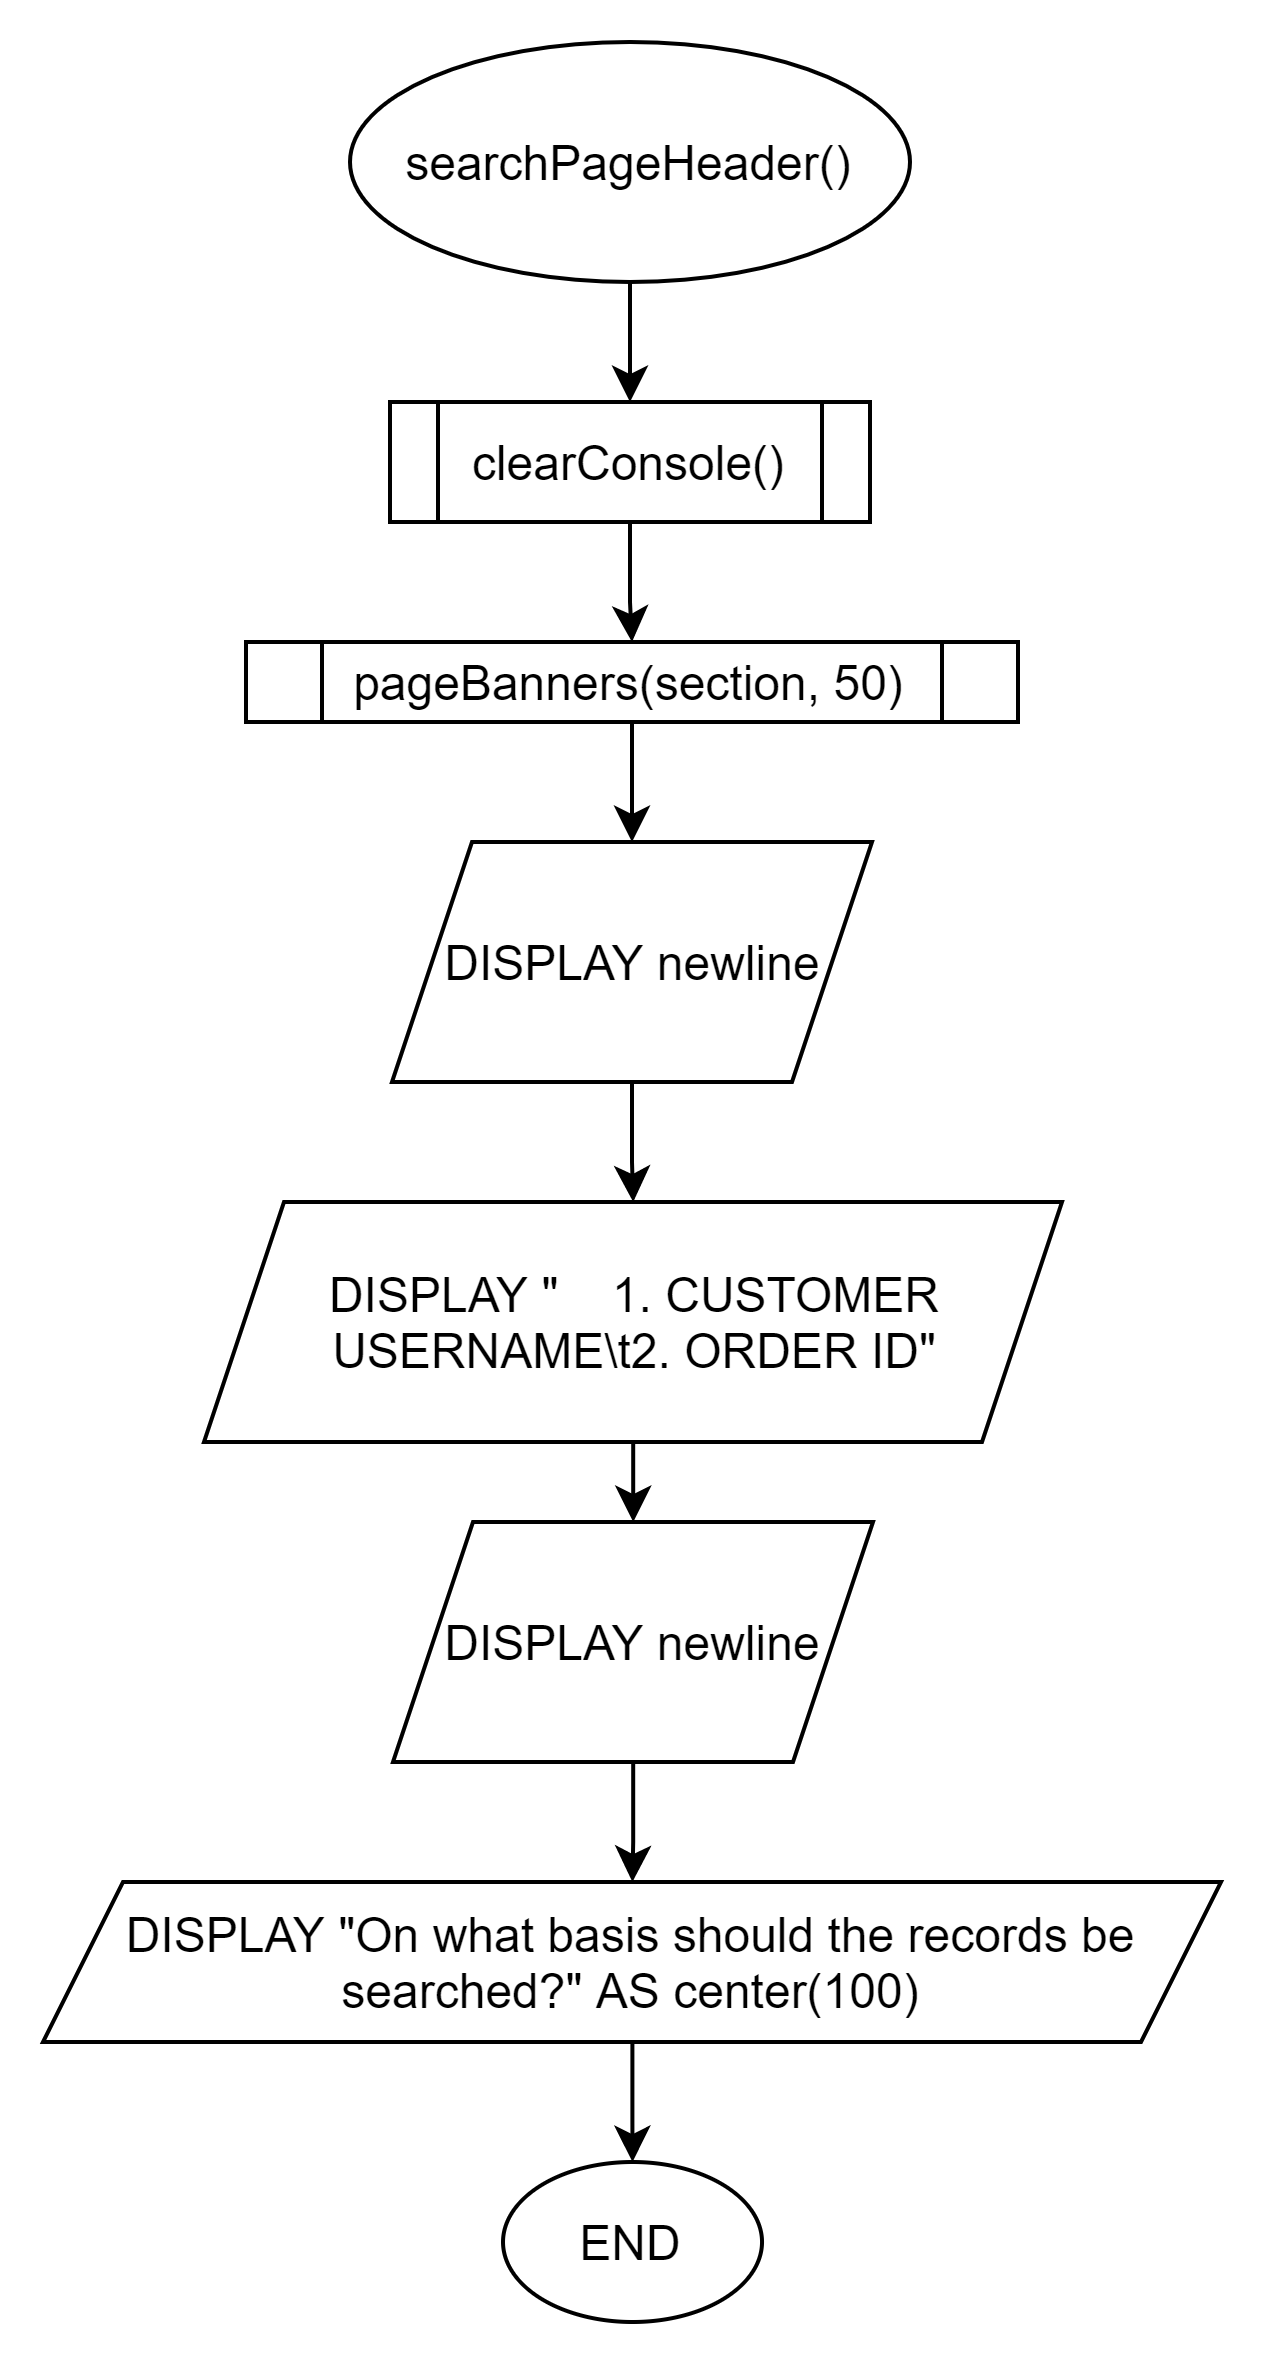 searchPageHeader()
clearConsole()
pageBanners(section, 50)
DISPLAY newline
DISPLAY "    1. CUSTOMER
USERNAME\t2. ORDER ID"
DISPLAY newline
DISPLAY "On what basis should the records be
searched?" AS center(100)
END